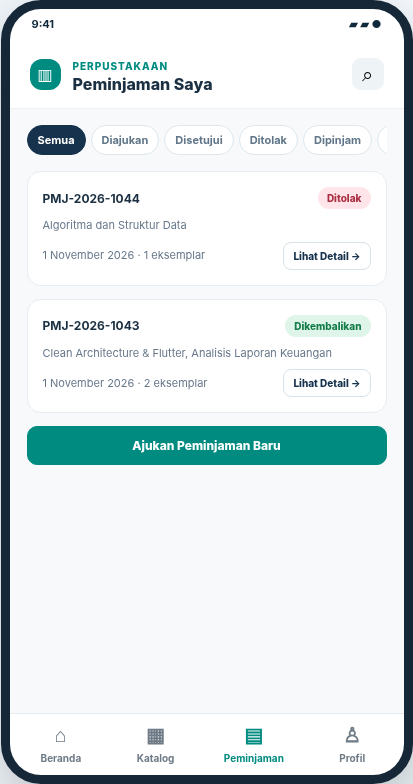 9:41
PERPUSTAKAAN
Peminjaman Saya
Semua Diajukan Disetujui Ditolak Dipinjam
PMJ-2026-1044 Ditolak
Algoritma dan Struktur Data
1 November 2026 · 1 eksemplar Lihat Detail →
PMJ-2026-1043 Dikembalikan
Clean Architecture & Flutter, Analisis Laporan Keuangan
1 November 2026 · 2 eksemplar Lihat Detail →
Ajukan Peminjaman Baru
Beranda Katalog Peminjaman Profil